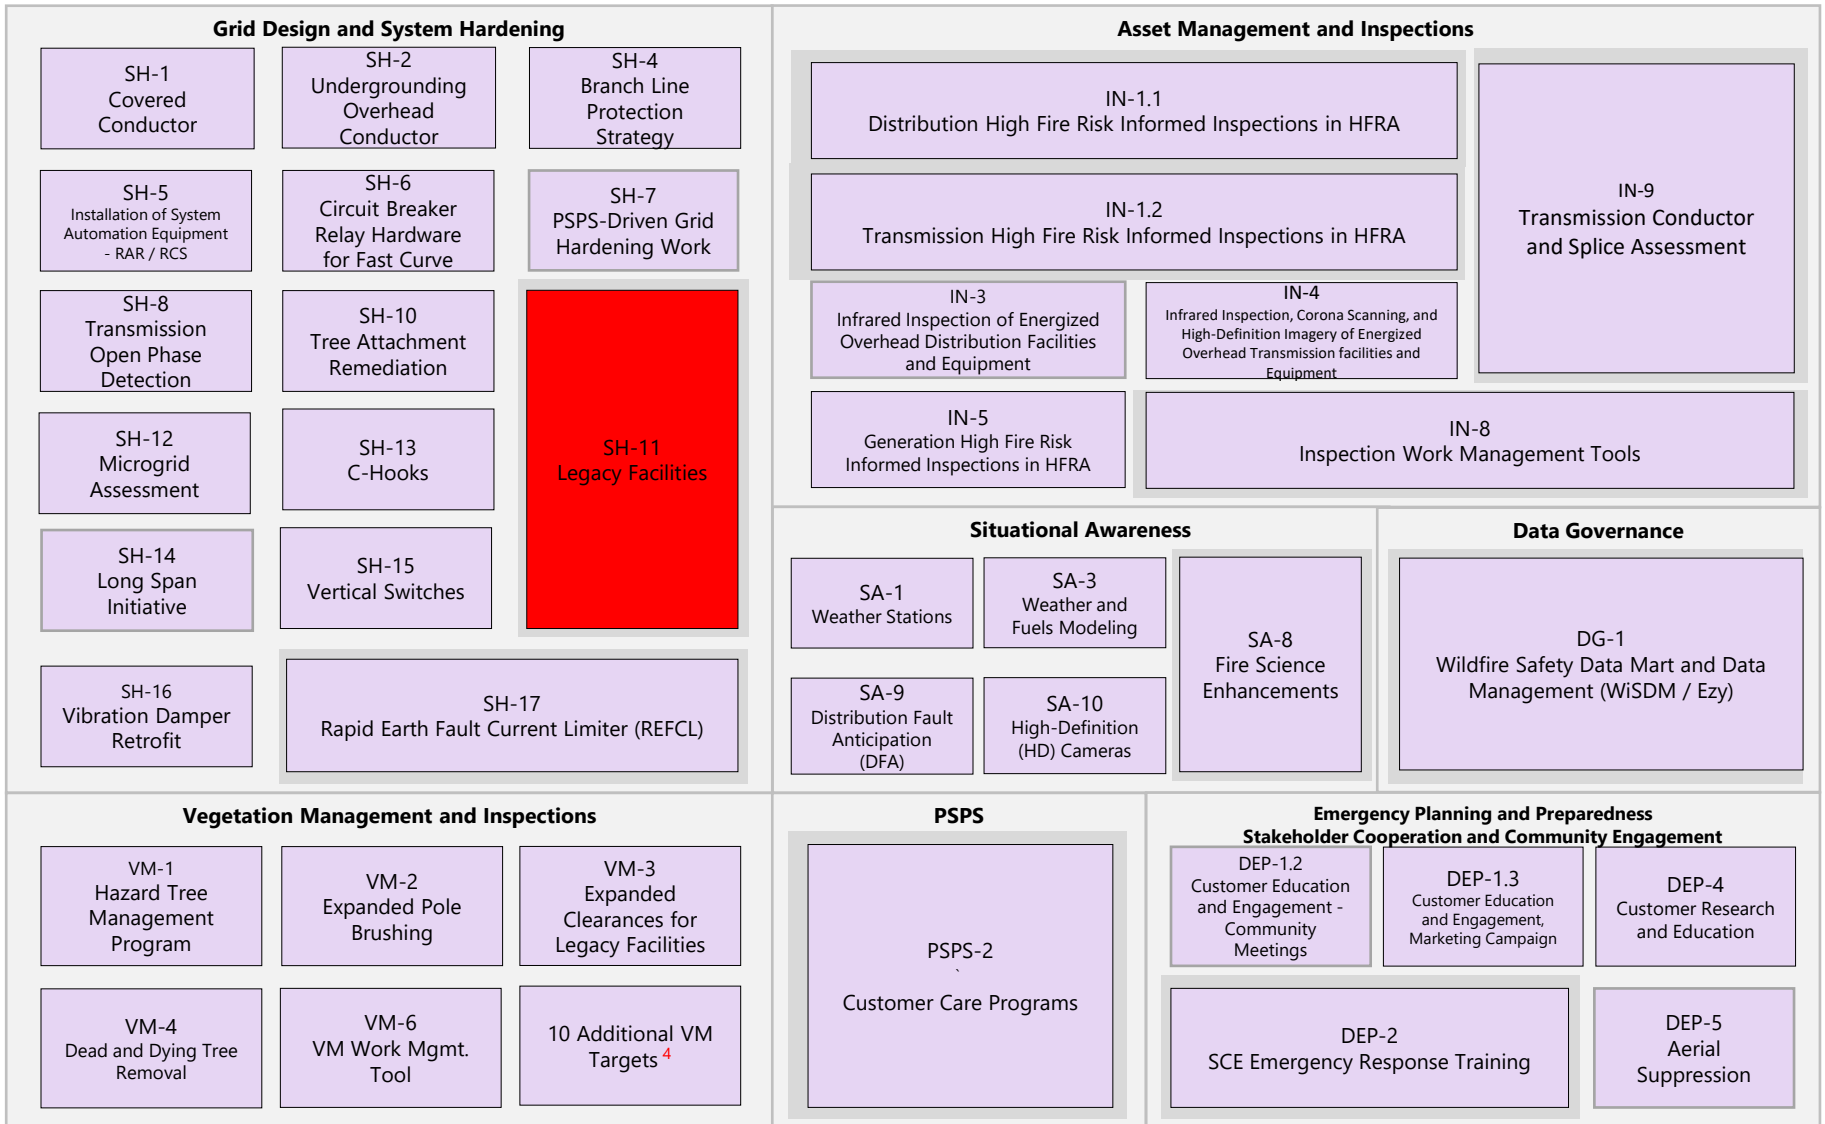 Grid Design and System Hardening
SH-1
Covered
Conductor
SH-2
Undergrounding
Overhead
Conductor
SH-4
Branch Line
Protection
Strategy
SH-5
Installation of System
Automation Equipment
- RAR / RCS
SH-6
Circuit Breaker
Relay Hardware
for Fast Curve
SH-7
PSPS-Driven Grid
Hardening Work
SH-8
Transmission
Open Phase
Detection
SH-10
Tree Attachment
Remediation
SH-11
Legacy Facilities
SH-12
Microgrid
Assessment
SH-13
C-Hooks
SH-14
Long Span
Initiative
SH-15
Vertical Switches
SH-16
Vibration Damper
Retrofit
SH-17
Rapid Earth Fault Current Limiter (REFCL)
Asset Management and Inspections
IN-1.1
Distribution High Fire Risk Informed Inspections in HFRA
IN-1.2
Transmission High Fire Risk Informed Inspections in HFRA
IN-9
Transmission Conductor
and Splice Assessment
IN-3
Infrared Inspection of Energized
Overhead Distribution Facilities
and Equipment
IN-4
Infrared Inspection, Corona Scanning, and
High-Definition Imagery of Energized
Overhead Transmission facilities and
Equipment
IN-5
Generation High Fire Risk
Informed Inspections in HFRA
IN-8
Inspection Work Management Tools
Situational Awareness
SA-1
Weather Stations
SA-3
Weather and
Fuels Modeling
SA-8
Fire Science
Enhancements
SA-9
Distribution Fault
Anticipation
(DFA)
SA-10
High-Definition
(HD) Cameras
Data Governance
DG-1
Wildfire Safety Data Mart and Data
Management (WiSDM / Ezy)
Vegetation Management and Inspections
VM-1
Hazard Tree
Management
Program
VM-2
Expanded Pole
Brushing
VM-3
Expanded
Clearances for
Legacy Facilities
VM-4
Dead and Dying Tree
Removal
VM-6
VM Work Mgmt.
Tool
10 Additional VM
Targets 4
PSPS
PSPS-2
`
Customer Care Programs
Emergency Planning and Preparedness
Stakeholder Cooperation and Community Engagement
DEP-1.2
Customer Education
and Engagement -
Community
Meetings
DEP-1.3
Customer Education
and Engagement,
Marketing Campaign
DEP-4
Customer Research
and Education
DEP-2
SCE Emergency Response Training
DEP-5
Aerial
Suppression